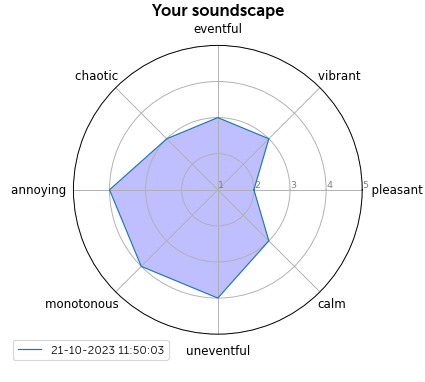 Your soundscape
eventful
chaotic
vibrant
annoying
1 2 3 4 5
pleasant
monotonous
calm
uneventful
21-10-2023 11:50:03